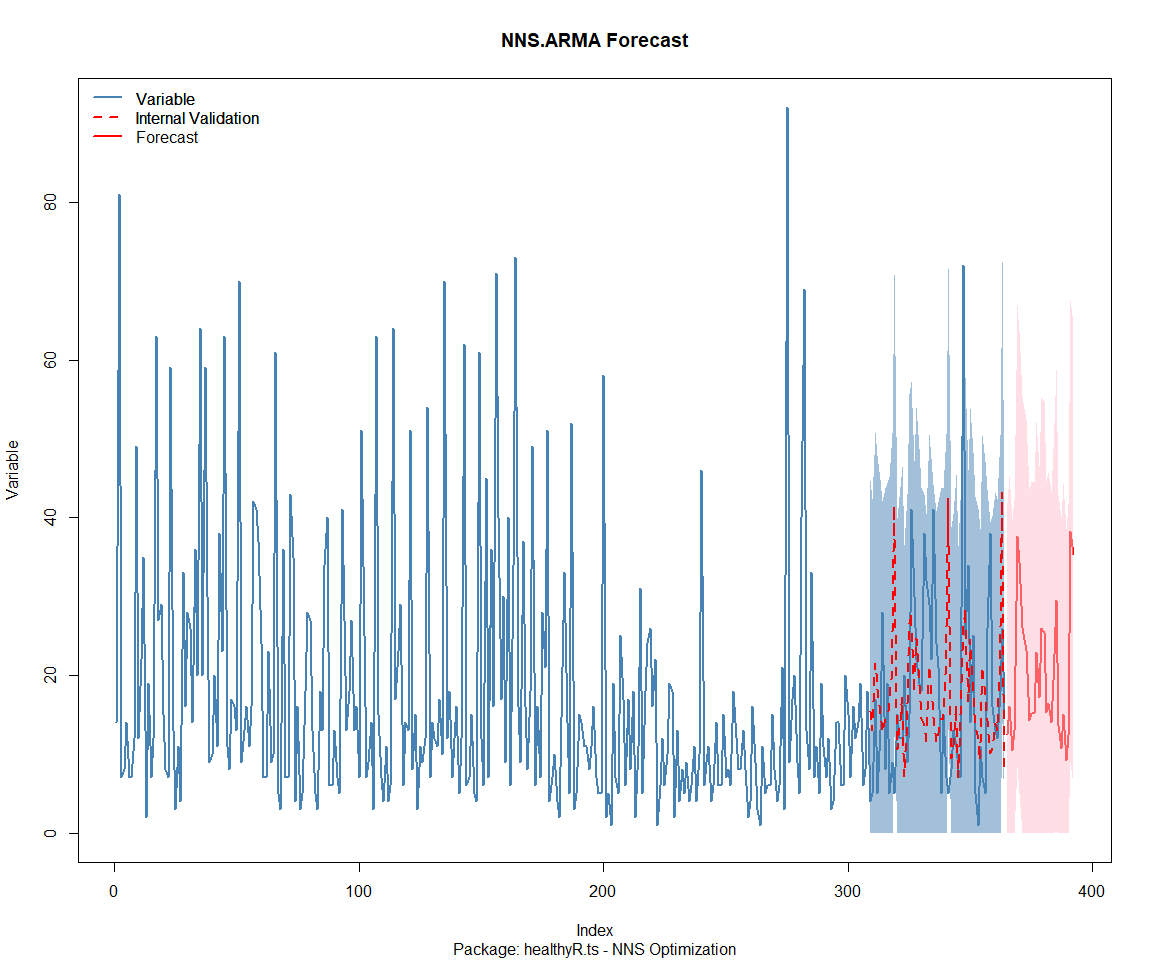 NNS.ARMA Forecast
Variable
Internal Validation
Forecast
Variable
0
20
40
60
80
0
100
200
300
400
Index
Package: healthyR.ts - NNS Optimization